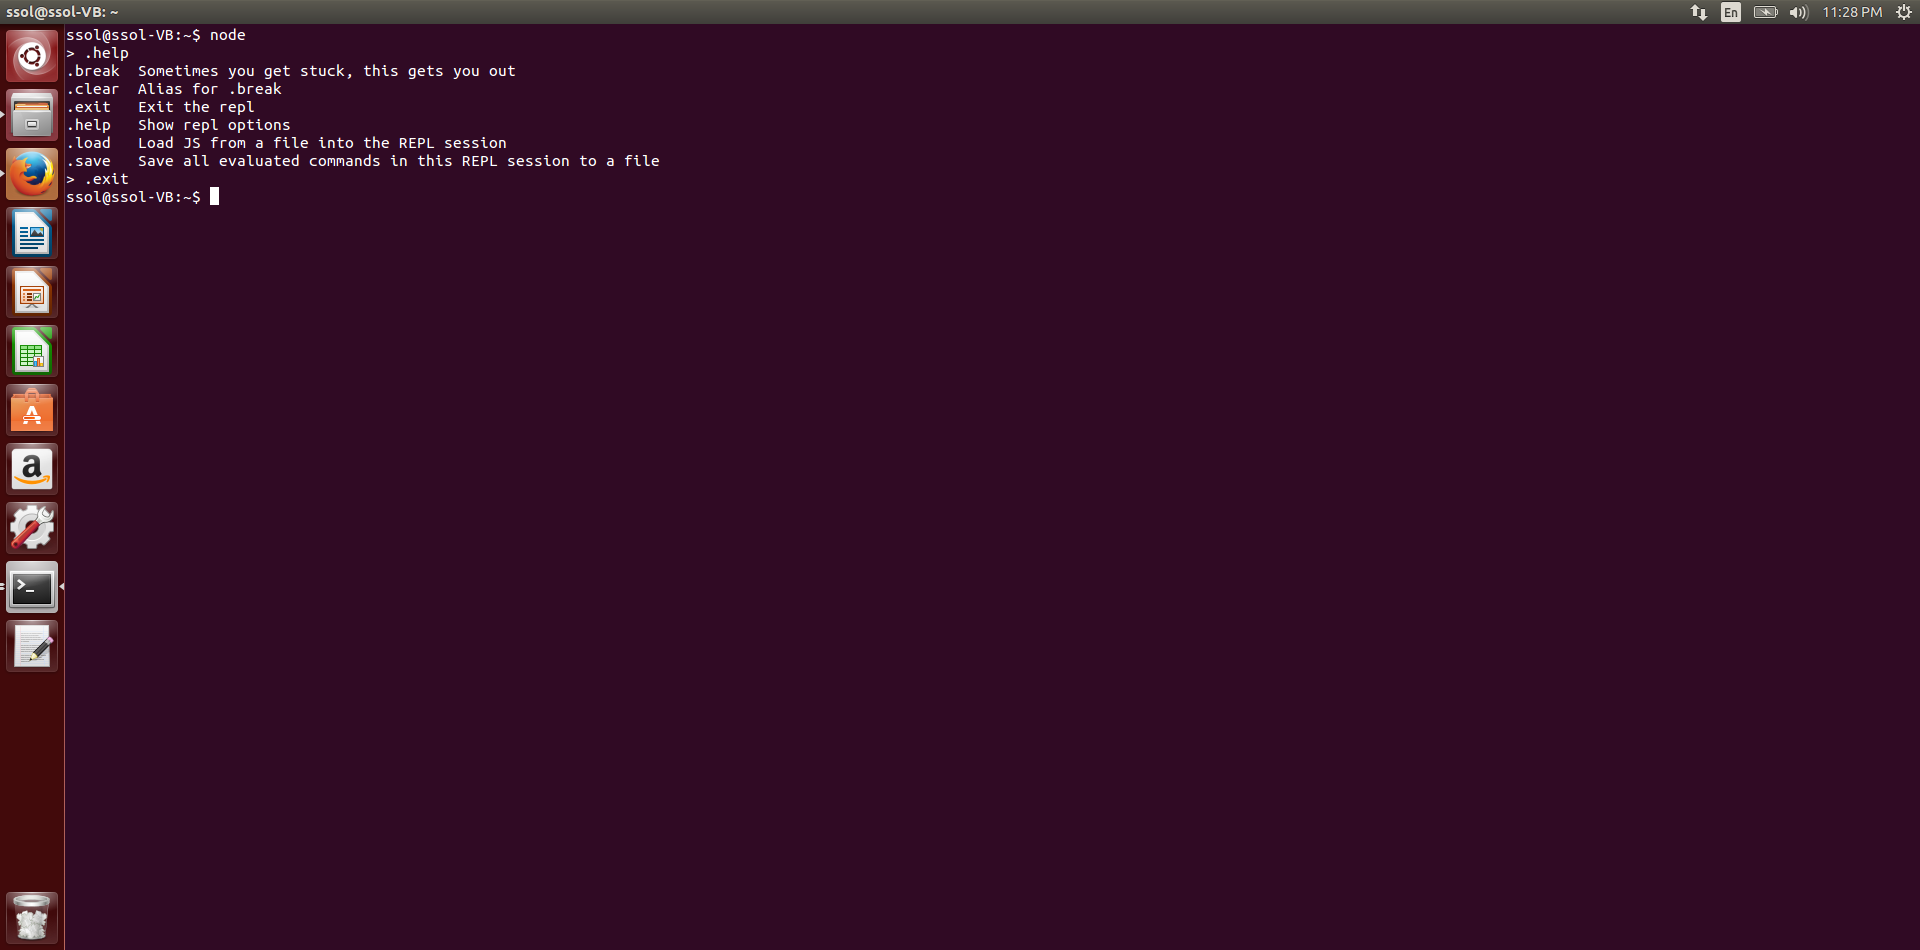 ssol@ssol-VB: ~
En
11:28 PM
ssol@ssol-VB:~$ node
> .help
.break  Sometimes you get stuck, this gets you out
.clear  Alias for .break
.exit   Exit the repl
.help   Show repl options
.load   Load JS from a file into the REPL session
.save   Save all evaluated commands in this REPL session to a file
> .exit
ssol@ssol-VB:~$